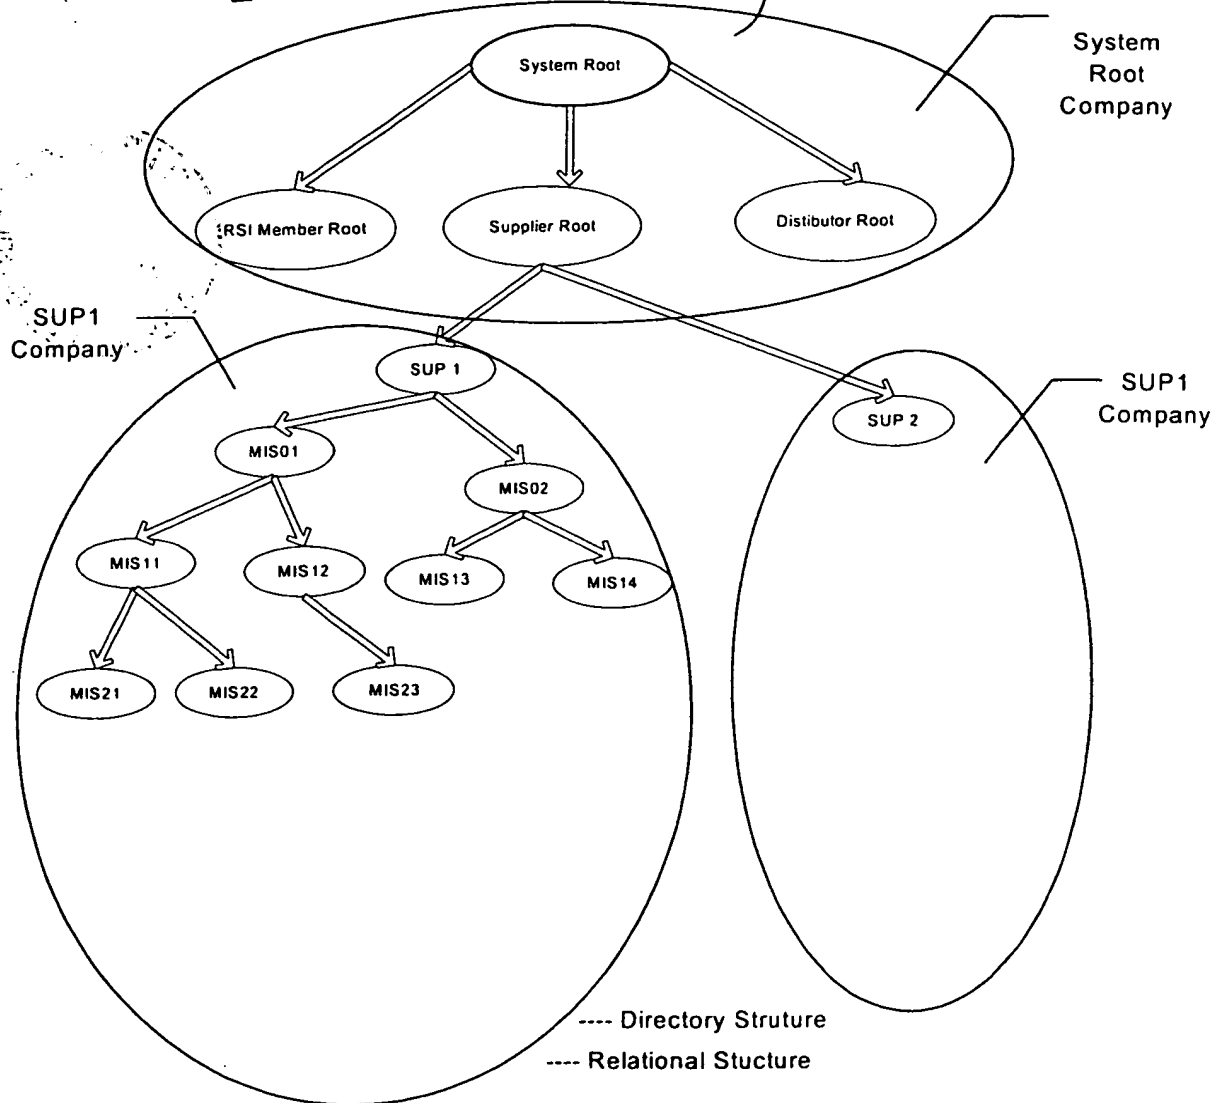 System Root
System
Root
Company
RSI Member Root
Supplier Root
Distibutor Root
SUP1
Company
SUP 1
SUP 2
SUP1
Company
MIS01
MIS02
MIS11
MIS12
MIS13
MIS14
MIS21
MIS22
MIS23
---- Directory Struture
---- Relational Stucture